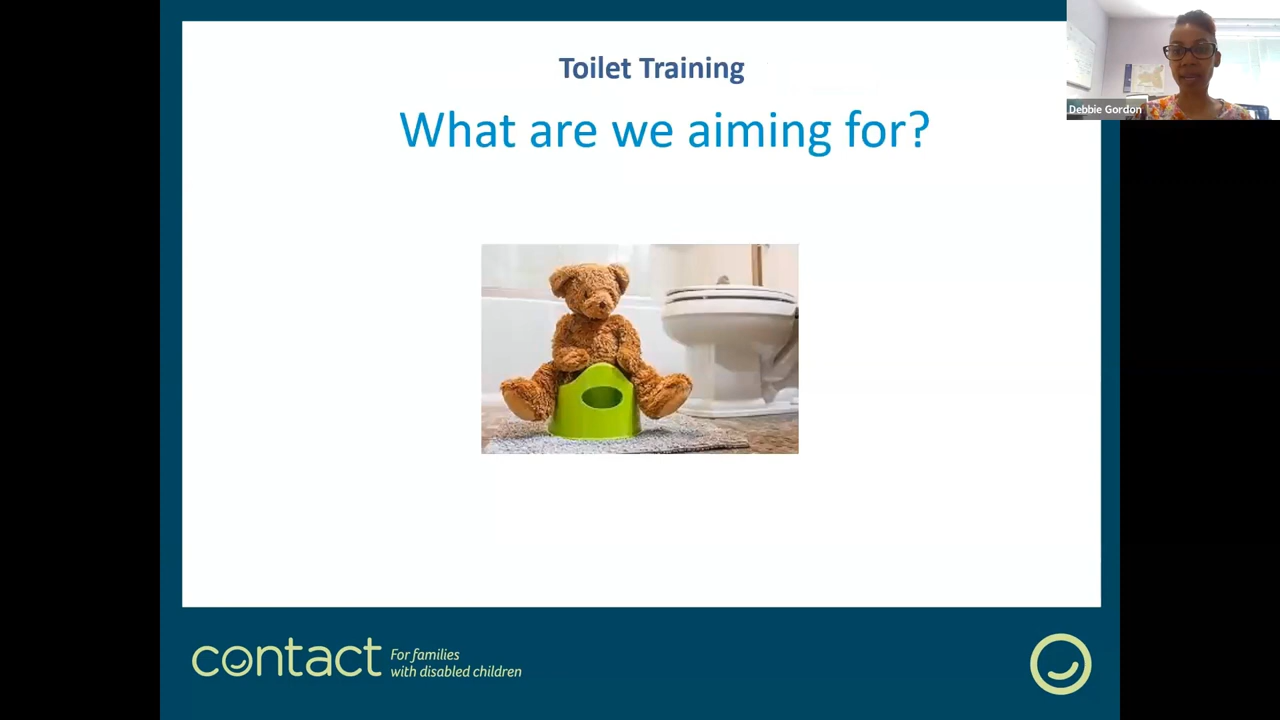 Toilet Training
What are we aiming for?
Debbie Gordon
contact
For families
with disabled children